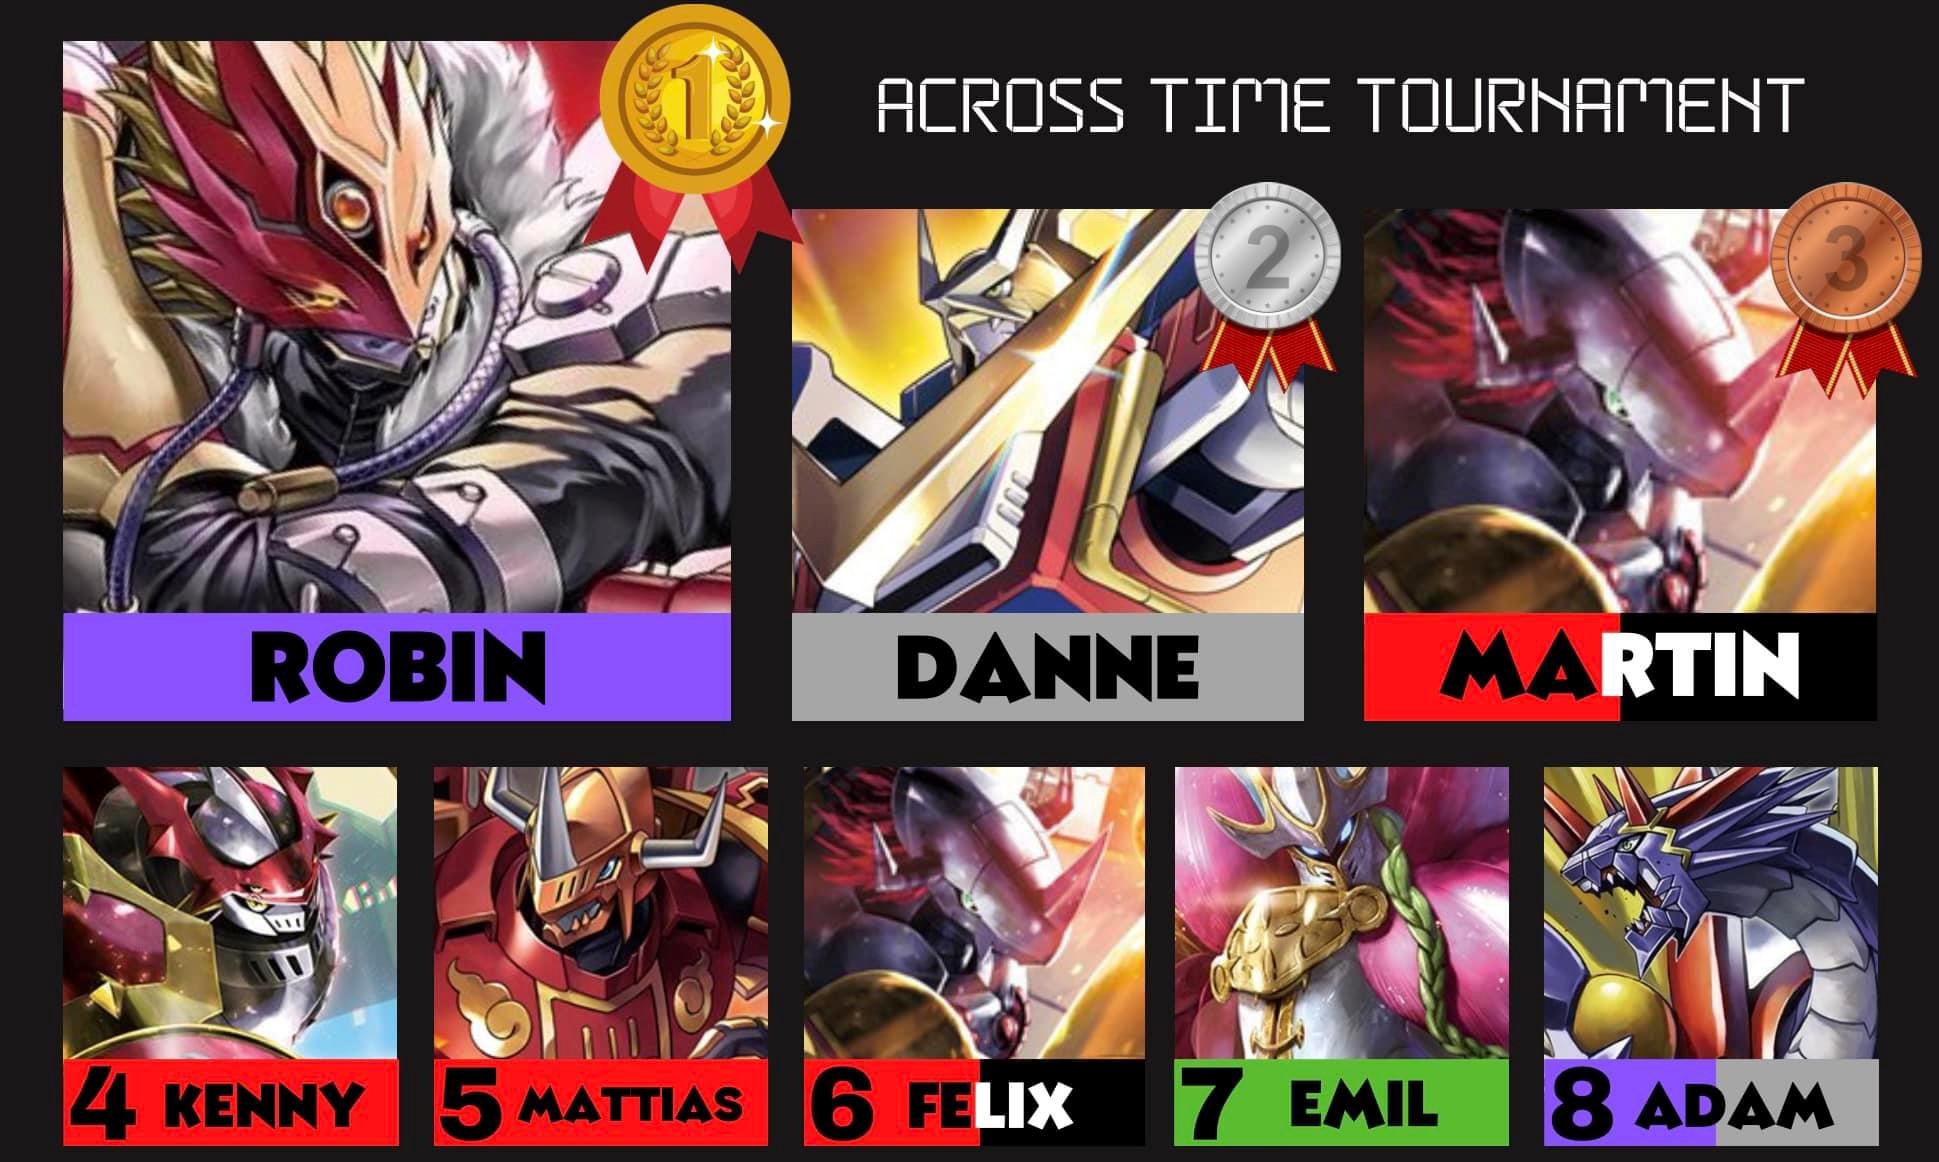 1
ACROSS TIME TOURNAMENT
2
3
ROBIN
DANNE
MARTIN
4 KENNY
5 MATTIAS
6 FELIX
7 EMIL
8 ADAM